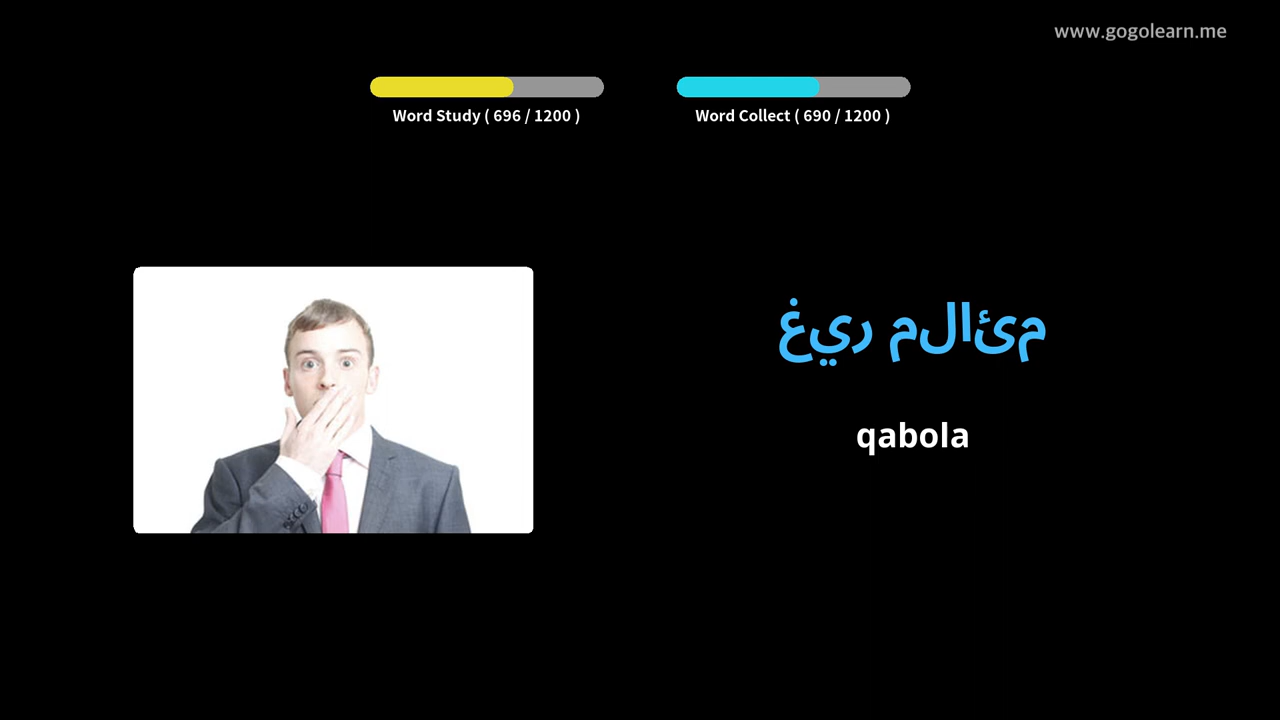 www.gogolearn.me
Word Study ( 696 / 1200 )
Word Collect ( 690 / 1200 )
غير ملائم
qabola